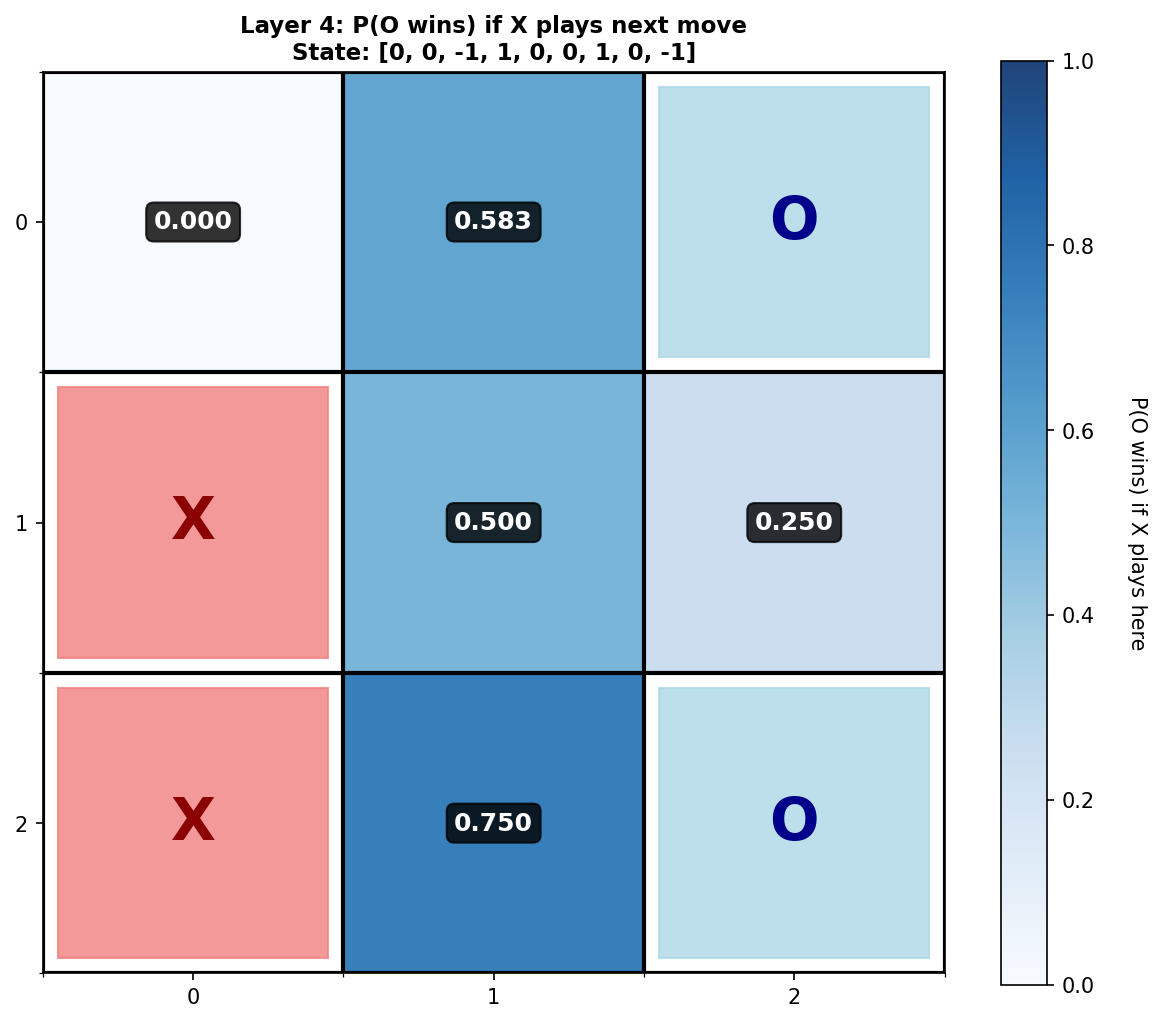 Layer 4: P(O wins) if X plays next move
State: [0, 0, -1, 1, 0, 0, 1, 0, -1]
0 0.000 0.583 O
1 X 0.500 0.250
2 X 0.750 O
0 1 2
1.0
0.8
0.6
0.4
0.2
0.0
P(O wins) if X plays here